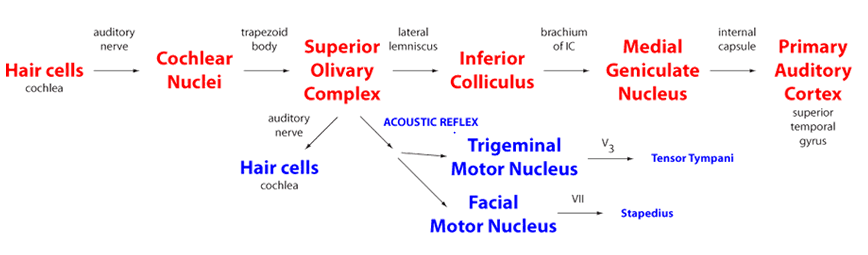 Hair cells
cochlea
auditory
nerve
Cochlear
Nuclei
trapezoid
body
Superior
Olivary
Complex
lateral
lemniscus
Inferior
Colliculus
brachium
of IC
Medial
Geniculate
Nucleus
internal
capsule
Primary
Auditory
Cortex
superior
temporal
gyrus
auditory
nerve
Hair cells
cochlea
ACOUSTIC REFLEX
Trigeminal
Motor Nucleus
V3
Tensor Tympani
Facial
Motor Nucleus
VII
Stapedius